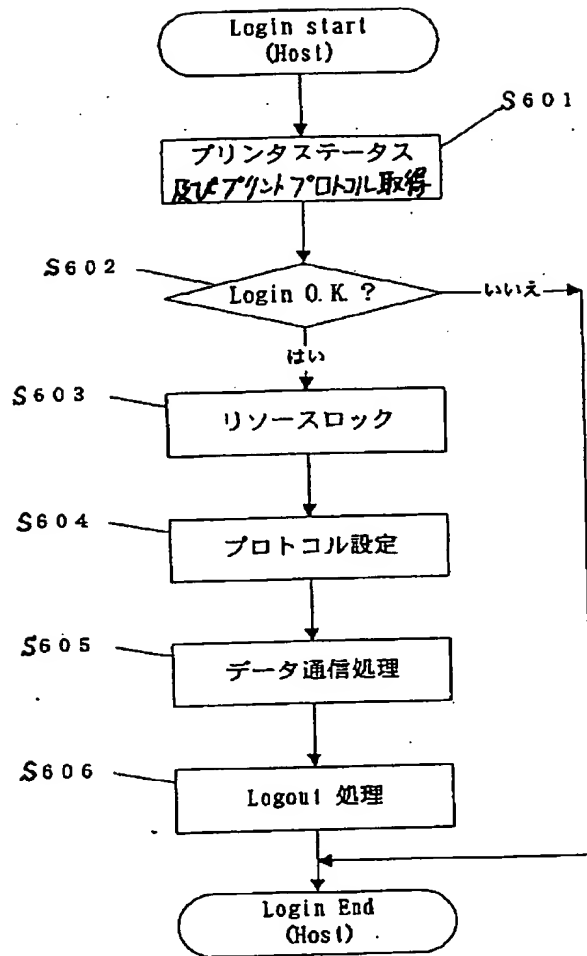 Login start
(Host)
S601
プリンタステータス
及びプリントプロトコル取得
S602
Login O.K.?
いいえ
はい
S603
リソースロック
S604
プロトコル設定
S605
データ通信処理
S606
Logout 処理
Login End
(Host)